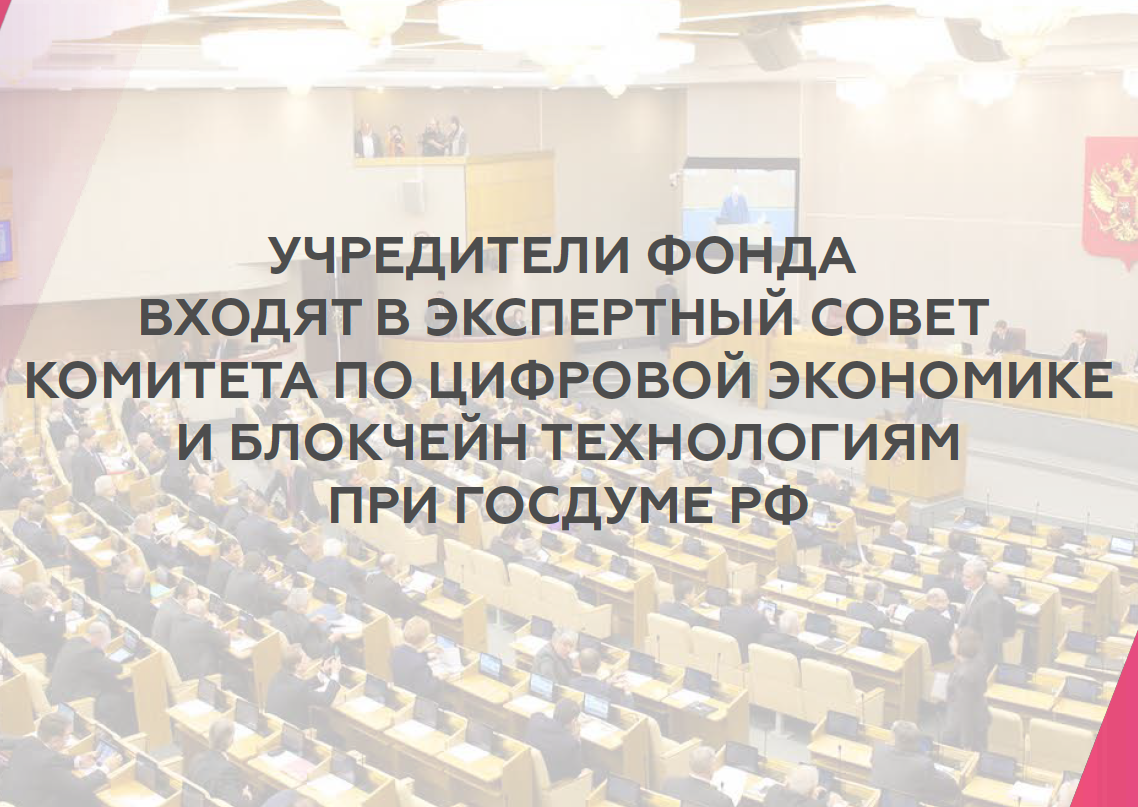 УЧРЕДИТЕЛИ ФОНДА
ВХОДЯТ В ЭКСПЕРТНЫЙ СОВЕТ
КОМИТЕТА ПО ЦИФРОВОЙ ЭКОНОМИКЕ
И БЛОКЧЕЙН ТЕХНОЛОГИЯМ
ПРИ ГОСДУМЕ РФ